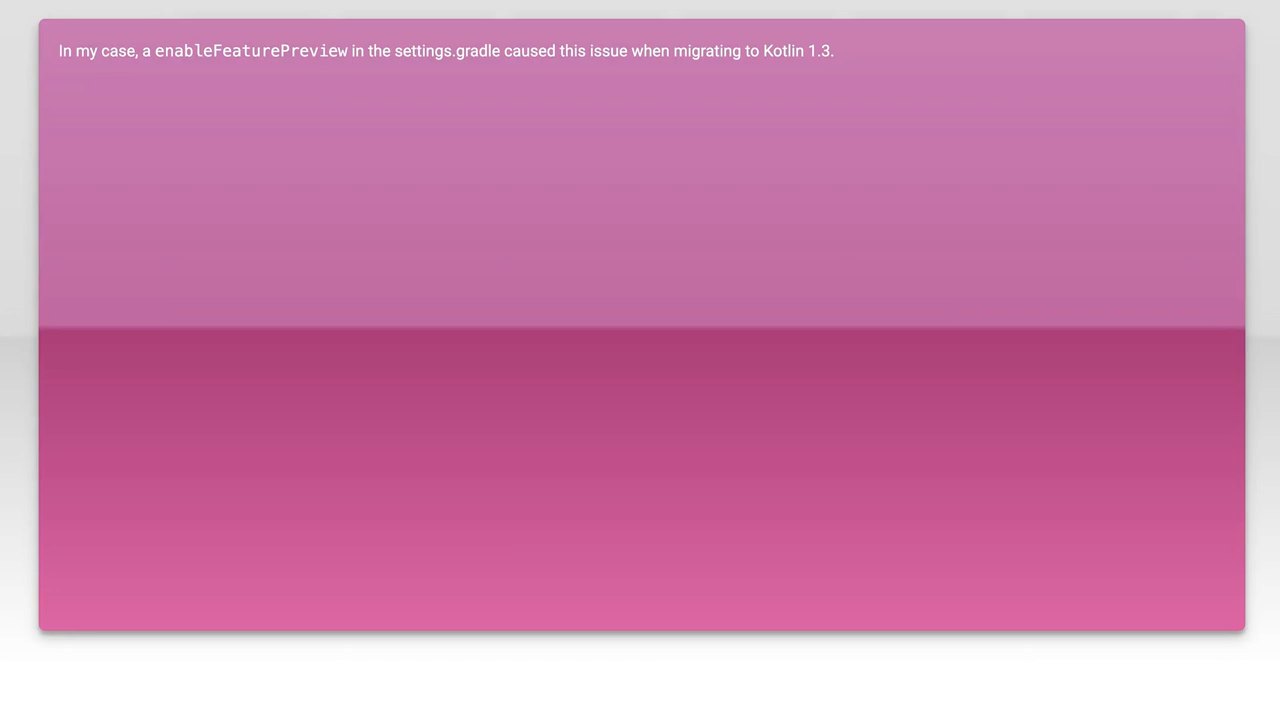 In my case, a enableFeaturePreview in the settings.gradle caused this issue when migrating to Kotlin 1.3.